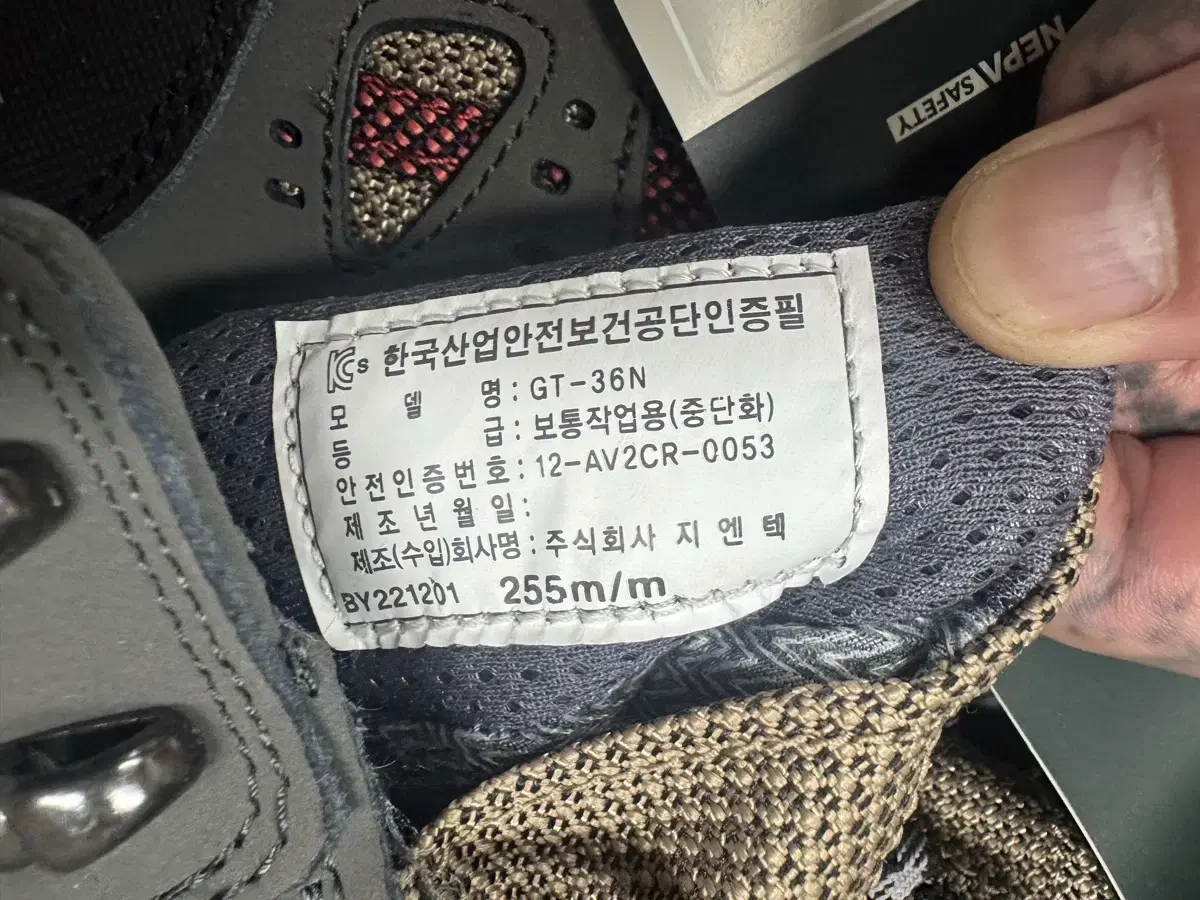 NEPA SAFETY
KCs 한국산업안전보건공단인증필
모 델 명 : GT-36N
등 급 : 보통작업용(중단화)
안전인증번호 : 12-AV2CR-0053
제 조 년 월 일 :
제조(수입)회사명 : 주식회사 지 엔 텍
BY221201 255m/m